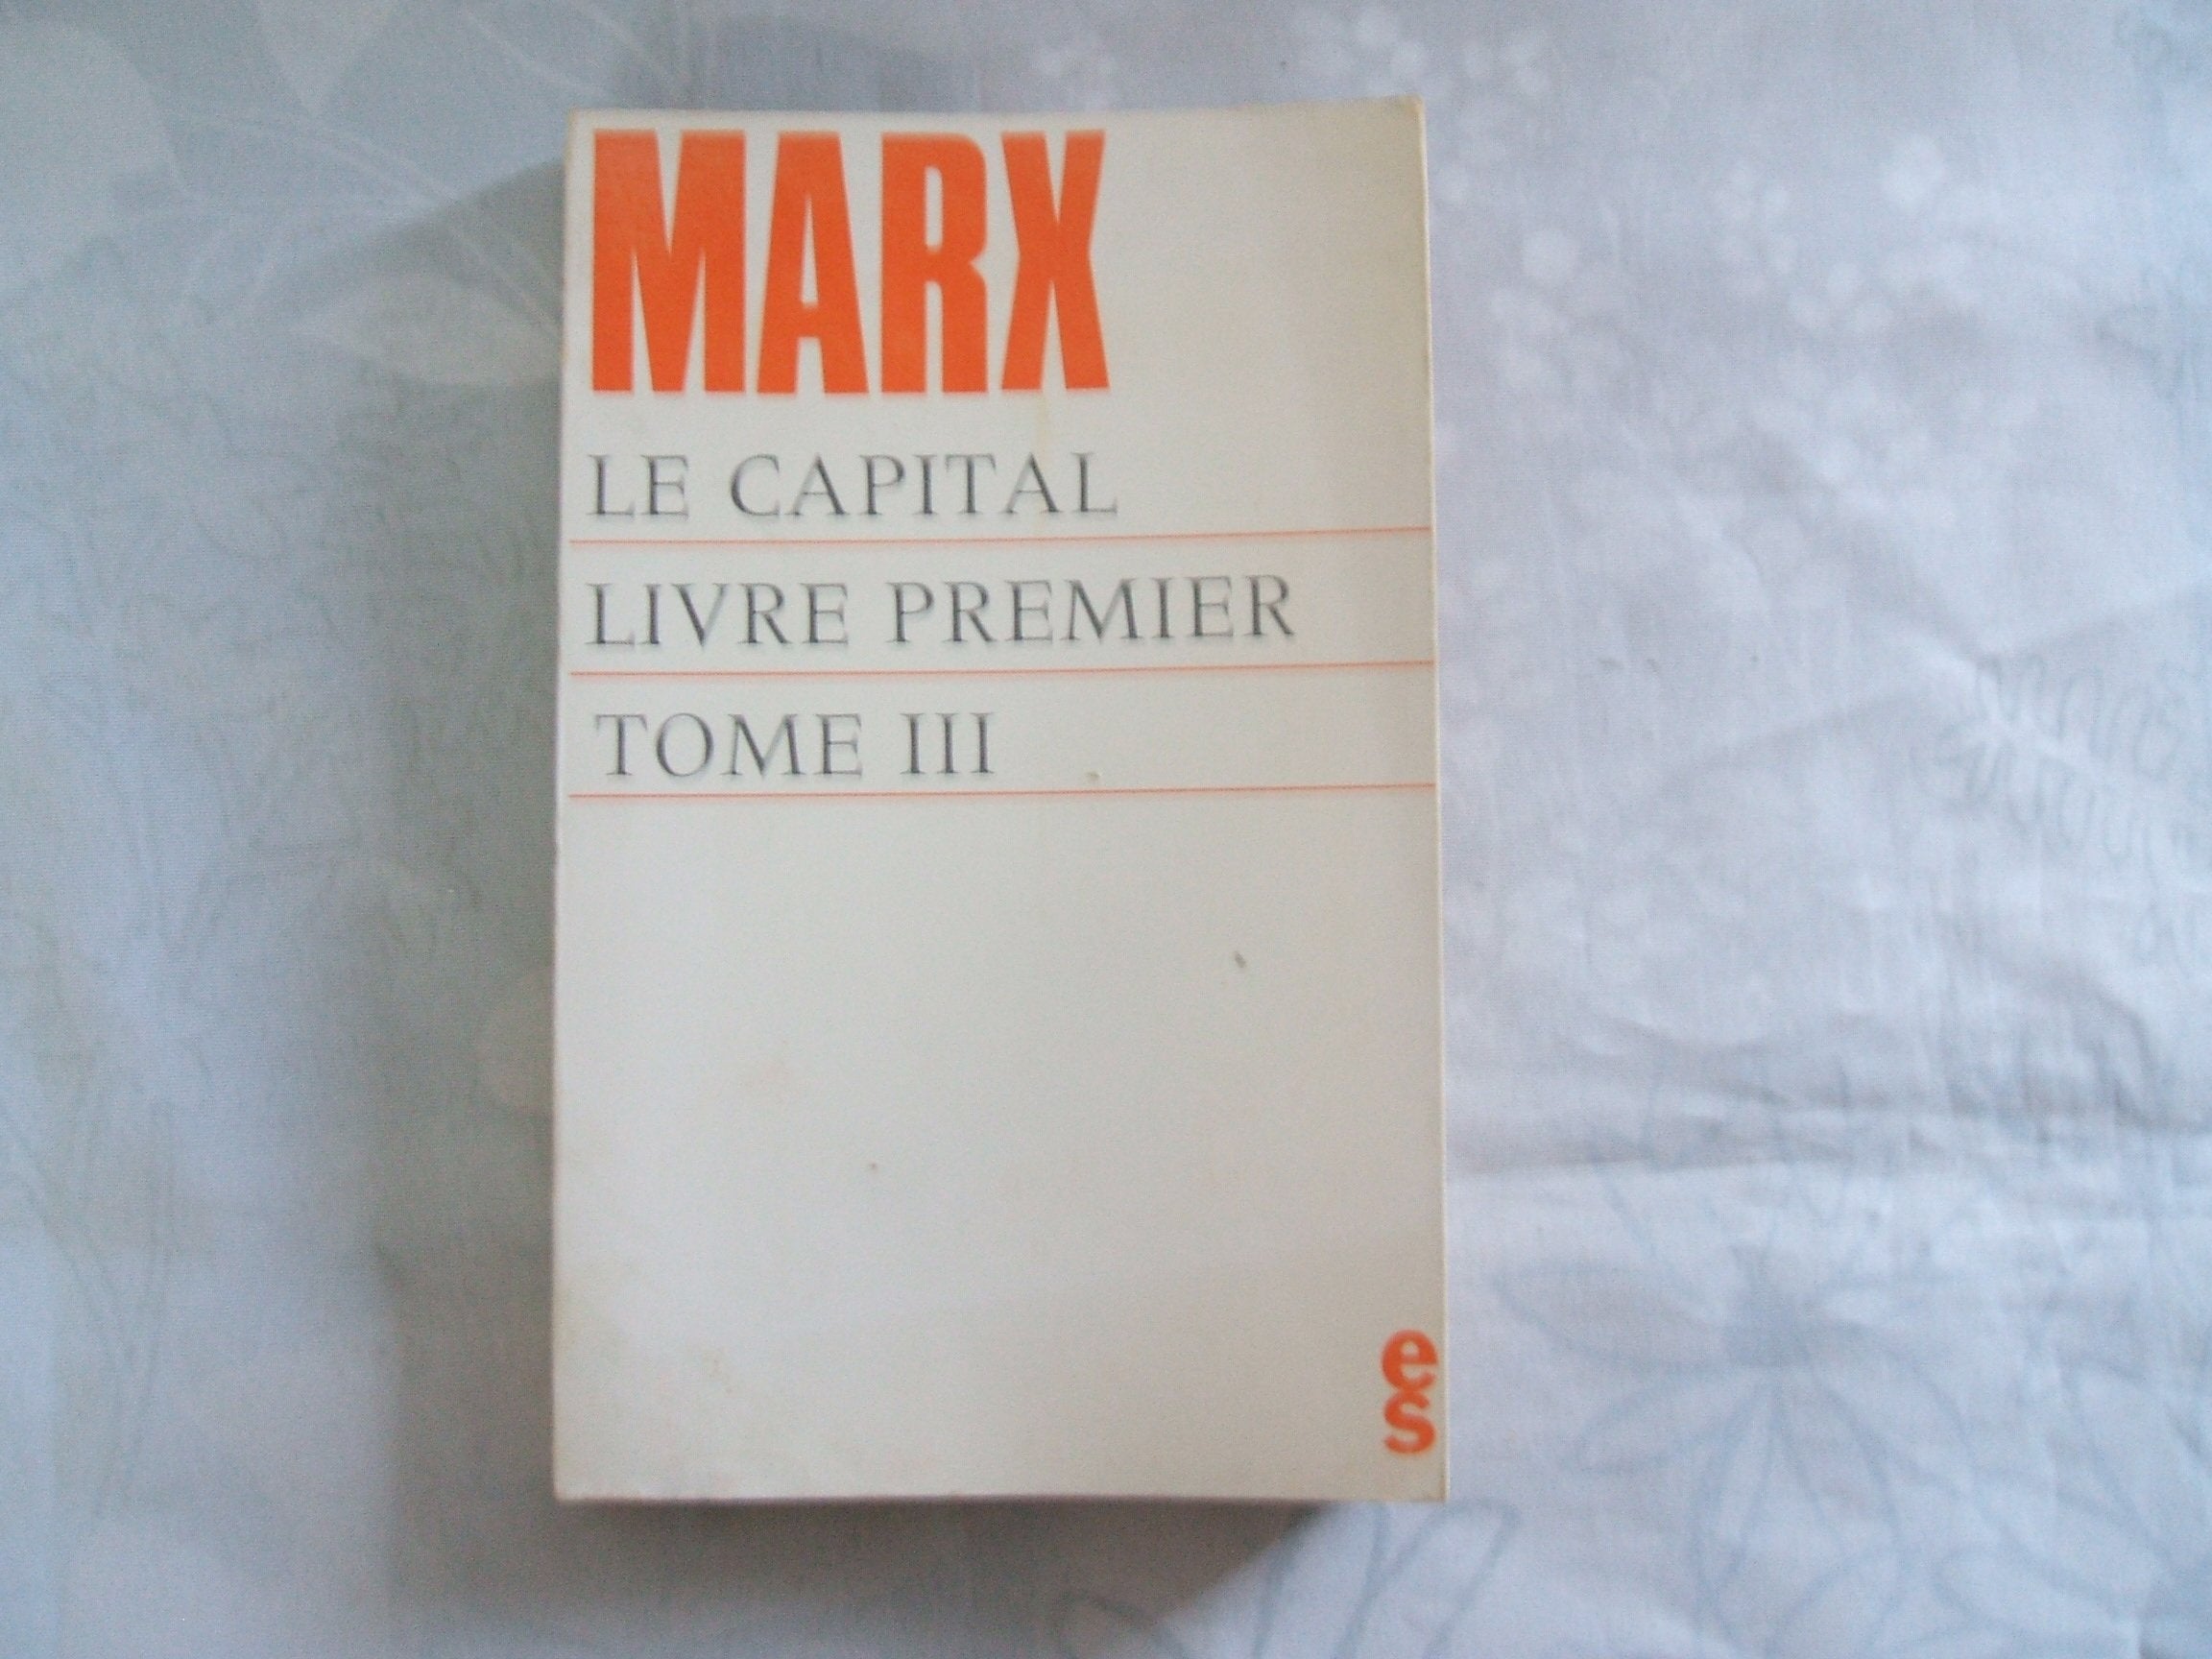 MARX
LE CAPITAL
LIVRE PREMIER
TOME III
es